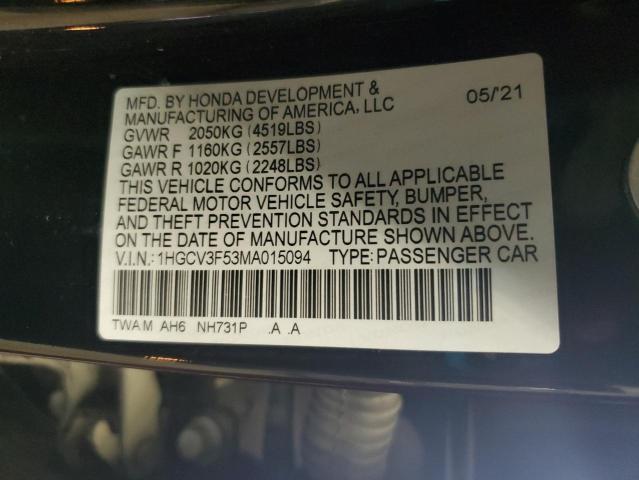 MFD. BY HONDA DEVELOPMENT & 05/'21
MANUFACTURING OF AMERICA, LLC
GVWR 2050KG (4519LBS)
GAWR F 1160KG (2557LBS)
GAWR R 1020KG (2248LBS)
THIS VEHICLE CONFORMS TO ALL APPLICABLE
FEDERAL MOTOR VEHICLE SAFETY, BUMPER,
AND THEFT PREVENTION STANDARDS IN EFFECT
ON THE DATE OF MANUFACTURE SHOWN ABOVE.
V.I.N.: 1HGCV3F53MA015094 TYPE: PASSENGER CAR
TWA M AH6 NH731P .A .A